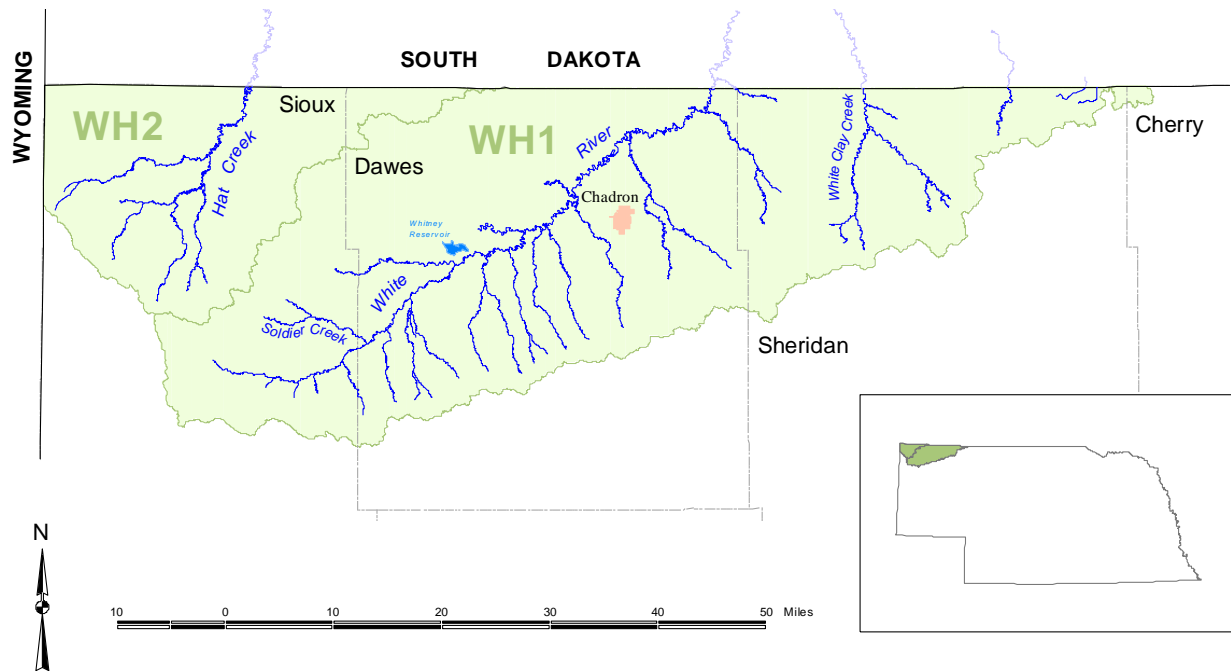 SOUTH DAKOTA
WYOMING
Sioux
WH2
WH1
Cherry
Dawes
River
Hat Creek
White Clay Creek
Chadron
Whitney
Reservoir
White
Soldier Creek
Sheridan
N
10 0 10 20 30 40 50 Miles